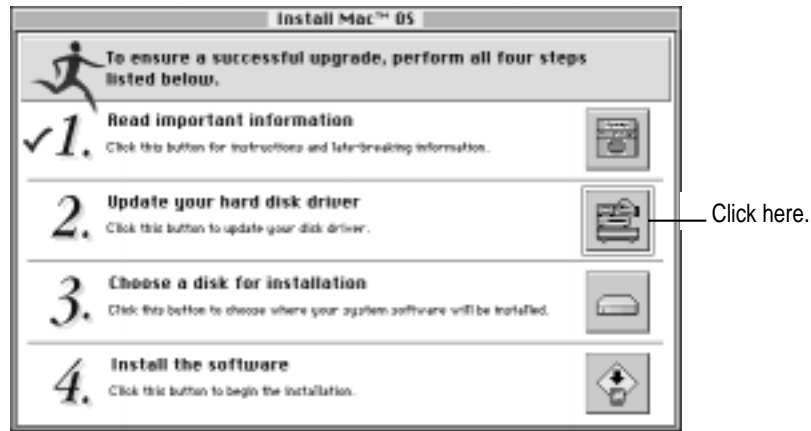 Install Mac™ OS
To ensure a successful upgrade, perform all four steps
listed below.
1.
Read important information
Click this button for instructions and late-breaking information.
2.
Update your hard disk driver
Click this button to update your disk driver.
Click here.
3.
Choose a disk for installation
Click this button to choose where your system software will be installed.
4.
Install the software
Click this button to begin the installation.